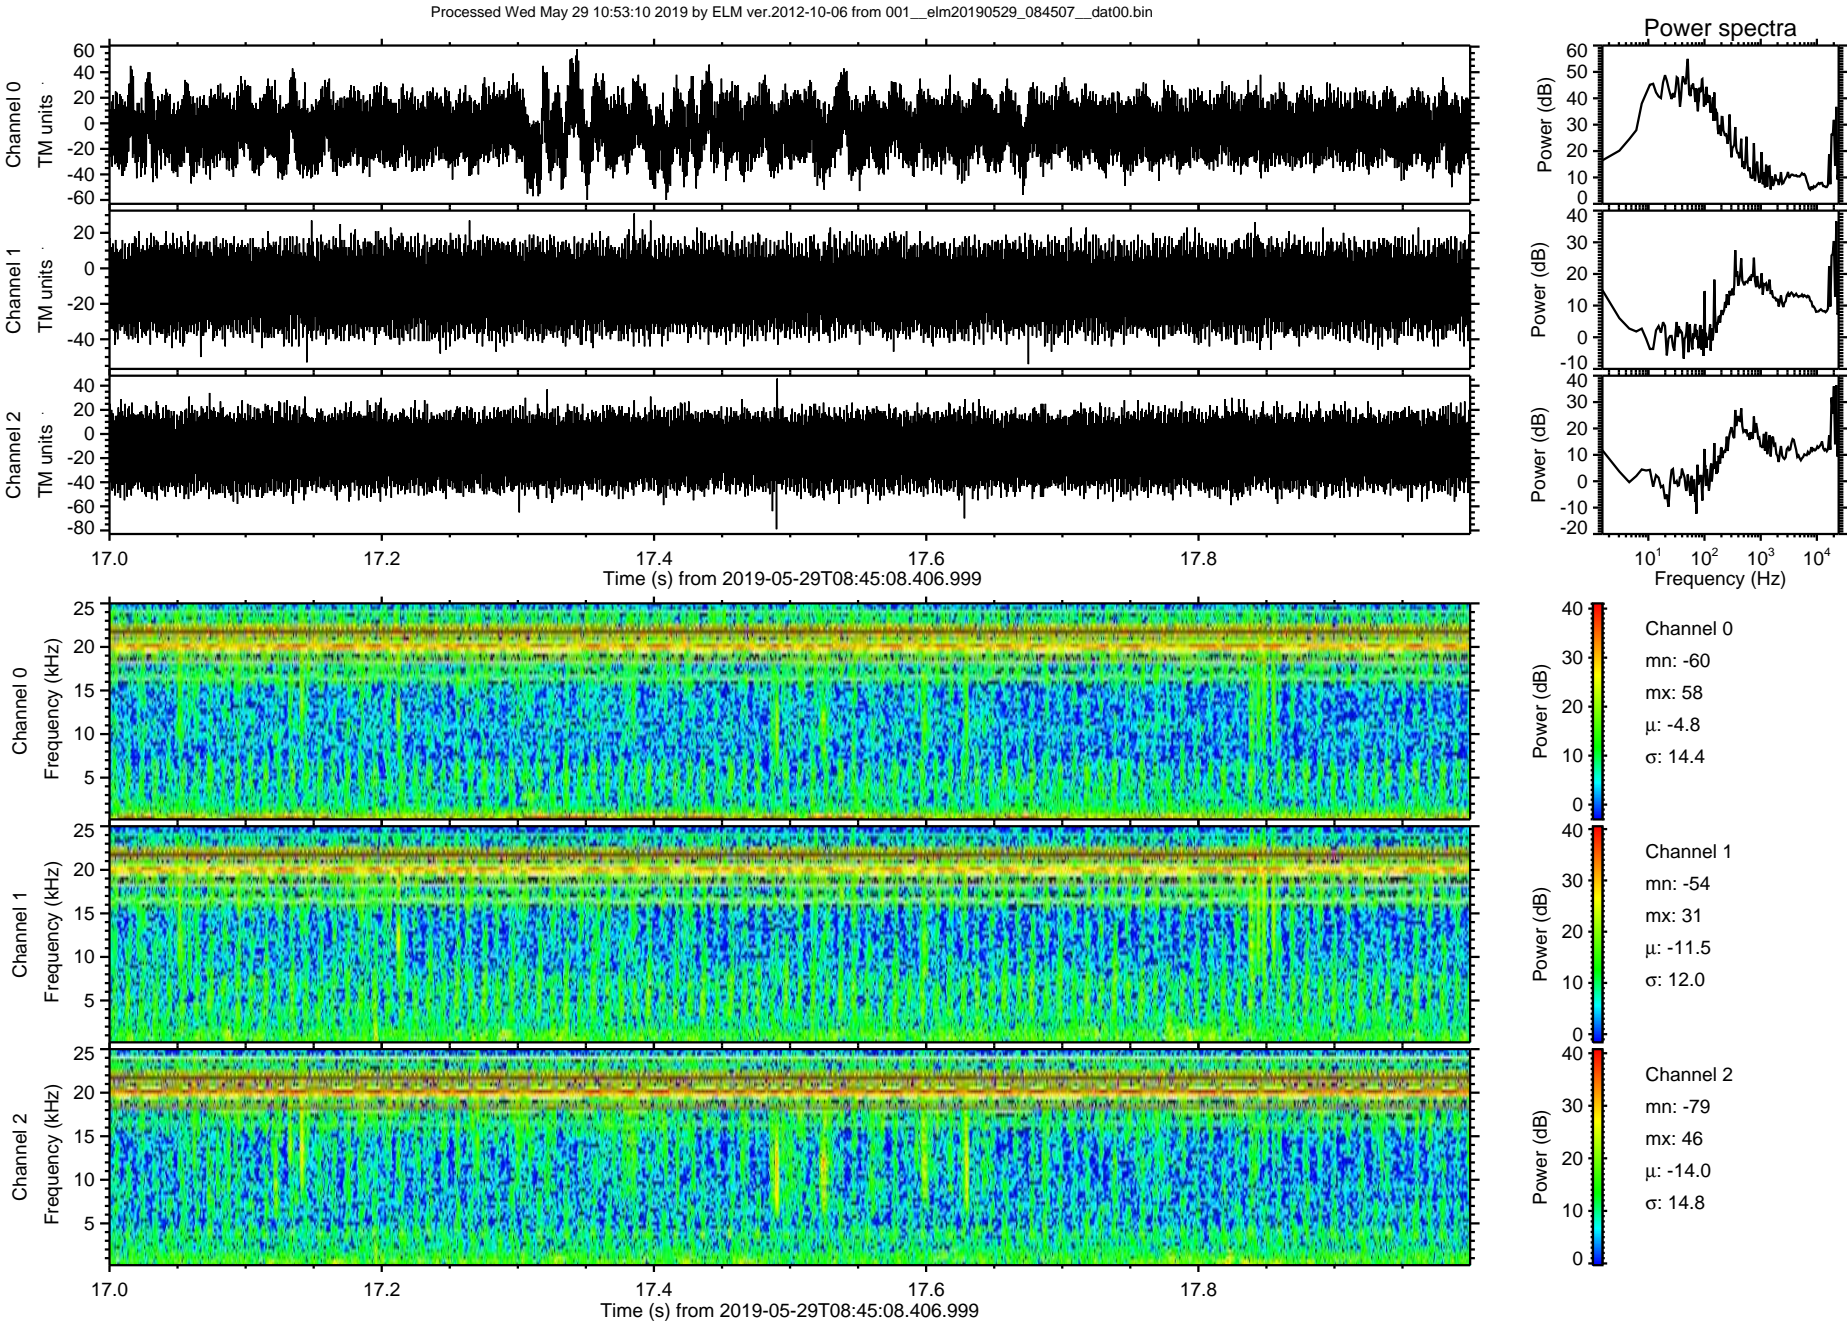 Processed Wed May 29 10:53:10 2019 by ELM ver.2012-10-06 from 001__elm20190529_084507__dat00.bin
Power spectra
Channel 0
TM units
60
40
20
0
-20
-40
-60
Power (dB)
60
50
40
30
20
10
0
Channel 1
TM units
20
0
-20
-40
Power (dB)
40
30
20
10
0
-10
Channel 2
TM units
40
20
0
-20
-40
-60
-80
Power (dB)
40
30
20
10
0
-10
-20
17.0 17.2 17.4 17.6 17.8
Time (s) from 2019-05-29T08:45:08.406.999
10¹ 10² 10³ 10⁴
Frequency (Hz)
Channel 0
Frequency (kHz)
25
20
15
10
5
Power (dB)
40
30
20
10
0
Channel 0
mn: -60
mx: 58
μ: -4.8
σ: 14.4
Channel 1
Frequency (kHz)
25
20
15
10
5
Power (dB)
40
30
20
10
0
Channel 1
mn: -54
mx: 31
μ: -11.5
σ: 12.0
Channel 2
Frequency (kHz)
25
20
15
10
5
Power (dB)
40
30
20
10
0
Channel 2
mn: -79
mx: 46
μ: -14.0
σ: 14.8
17.0 17.2 17.4 17.6 17.8
Time (s) from 2019-05-29T08:45:08.406.999